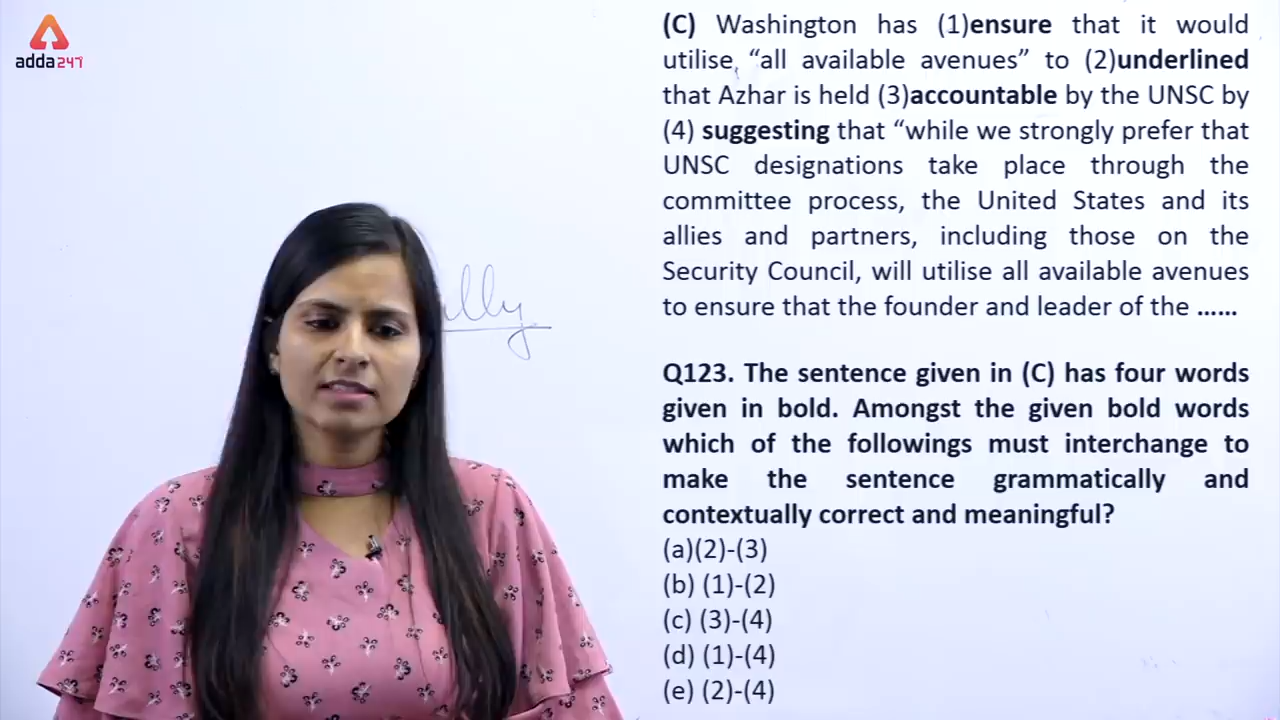 adda247
(C) Washington has (1)ensure that it would
utilise, “all available avenues” to (2)underlined
that Azhar is held (3)accountable by the UNSC by
(4) suggesting that “while we strongly prefer that
UNSC designations take place through the
committee process, the United States and its
allies and partners, including those on the
Security Council, will utilise all available avenues
to ensure that the founder and leader of the ......
Q123. The sentence given in (C) has four words
given in bold. Amongst the given bold words
which of the followings must interchange to
make the sentence grammatically and
contextually correct and meaningful?
(a)(2)-(3)
(b) (1)-(2)
(c) (3)-(4)
(d) (1)-(4)
(e) (2)-(4)